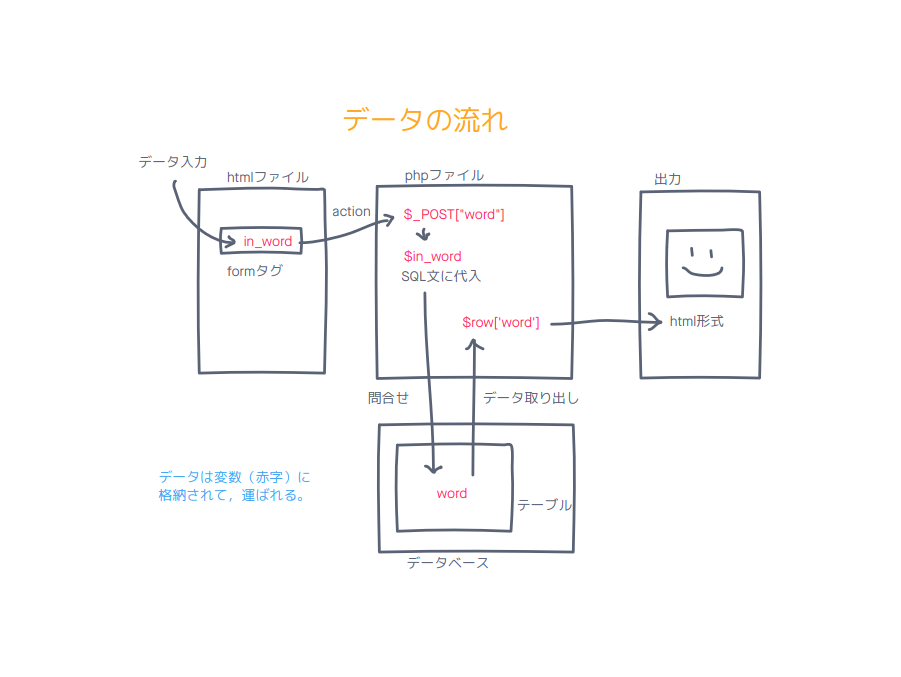 データの流れ
データ入力
htmlファイル
in_word
formタグ
action
phpファイル
$_POST["word"]
$in_word
SQL文に代入
$row['word']
出力
html形式
問合せ
データ取り出し
word
テーブル
データベース
データは変数（赤字）に
格納されて，運ばれる。